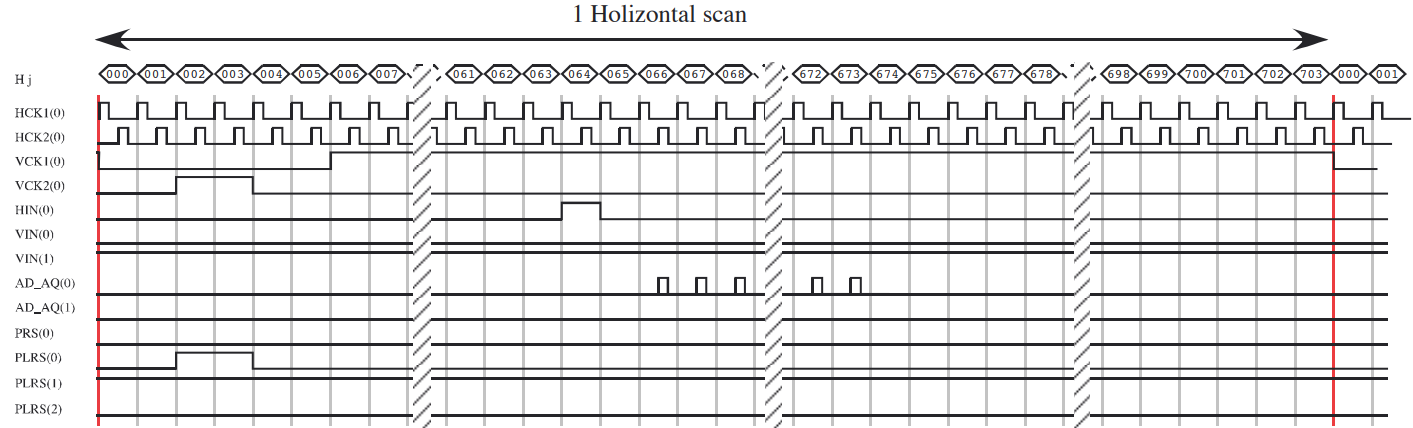 1 Holizontal scan
H j 000 001 002 003 004 005 006 007 061 062 063 064 065 066 067 068 672 673 674 675 676 677 678 698 699 700 701 702 703 000 001
HCK1(0)
HCK2(0)
VCK1(0)
VCK2(0)
HIN(0)
VIN(0)
VIN(1)
AD_AQ(0)
AD_AQ(1)
PRS(0)
PLRS(0)
PLRS(1)
PLRS(2)